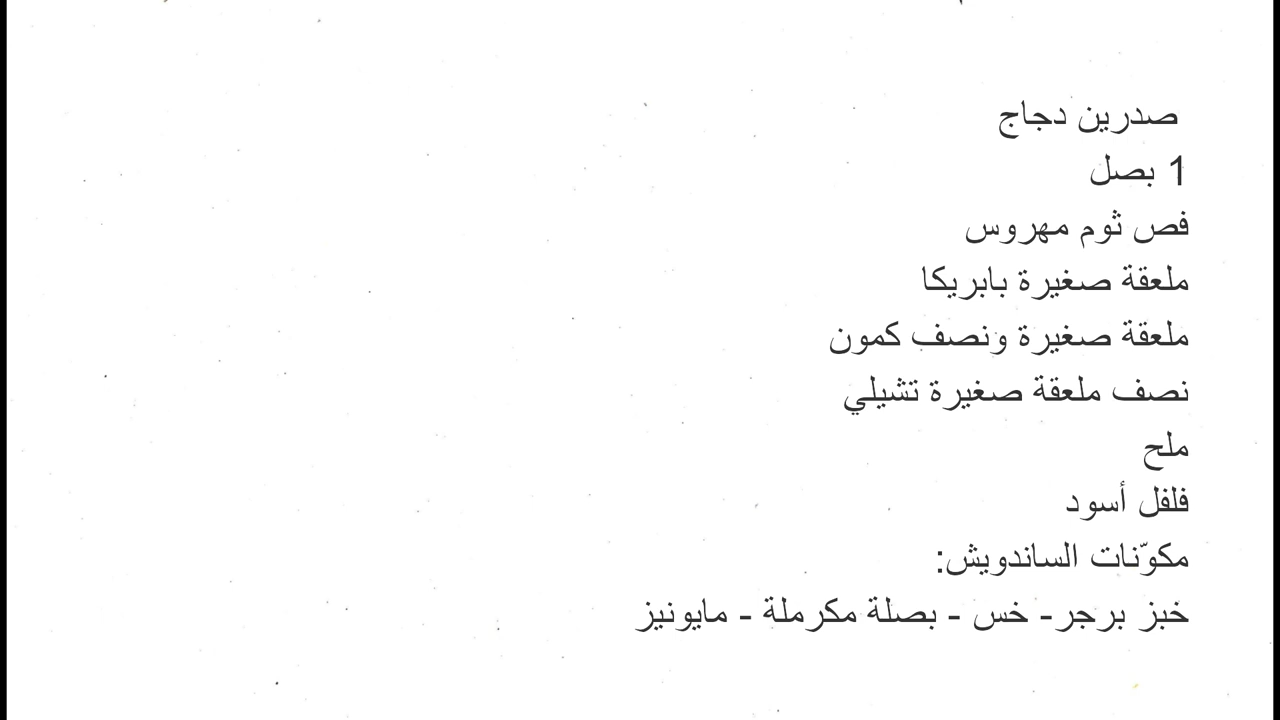 صدرين دجاج
1 بصل
فص ثوم مهروس
ملعقة صغيرة بابريكا
ملعقة صغيرة ونصف كمون
نصف ملعقة صغيرة تشيلي
ملح
فلفل أسود
مكوّنات الساندويش:
خبز برجر- خس - بصلة مكرملة - مايونيز